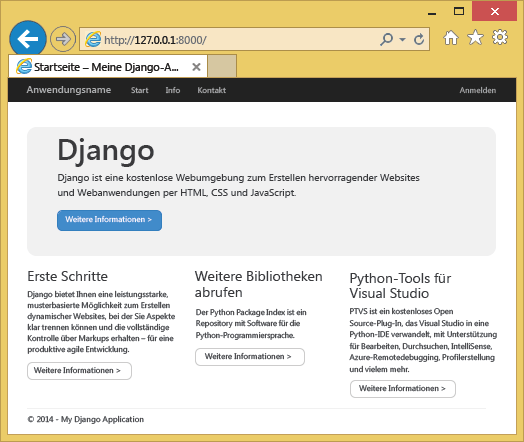 http://127.0.0.1:8000/
Startseite – Meine Django-A...
Anwendungsname Start Info Kontakt Anmelden
Django
Django ist eine kostenlose Webumgebung zum Erstellen hervorragender Websites
und Webanwendungen per HTML, CSS und JavaScript.
Weitere Informationen >
Erste Schritte
Django bietet Ihnen eine leistungsstarke,
musterbasierte Möglichkeit zum Erstellen
dynamischer Websites, bei der Sie Aspekte
klar trennen können und die vollständige
Kontrolle über Markups erhalten – für eine
produktive agile Entwicklung.
Weitere Informationen >
Weitere Bibliotheken
abrufen
Der Python Package Index ist ein
Repository mit Software für die
Python-Programmiersprache.
Weitere Informationen >
Python-Tools für
Visual Studio
PTVS ist ein kostenloses Open
Source-Plug-In, das Visual Studio in eine
Python-IDE verwandelt, mit Unterstützung
für Bearbeiten, Durchsuchen, IntelliSense,
Azure-Remotedebugging, Profilerstellung
und vielem mehr.
Weitere Informationen >
© 2014 - My Django Application